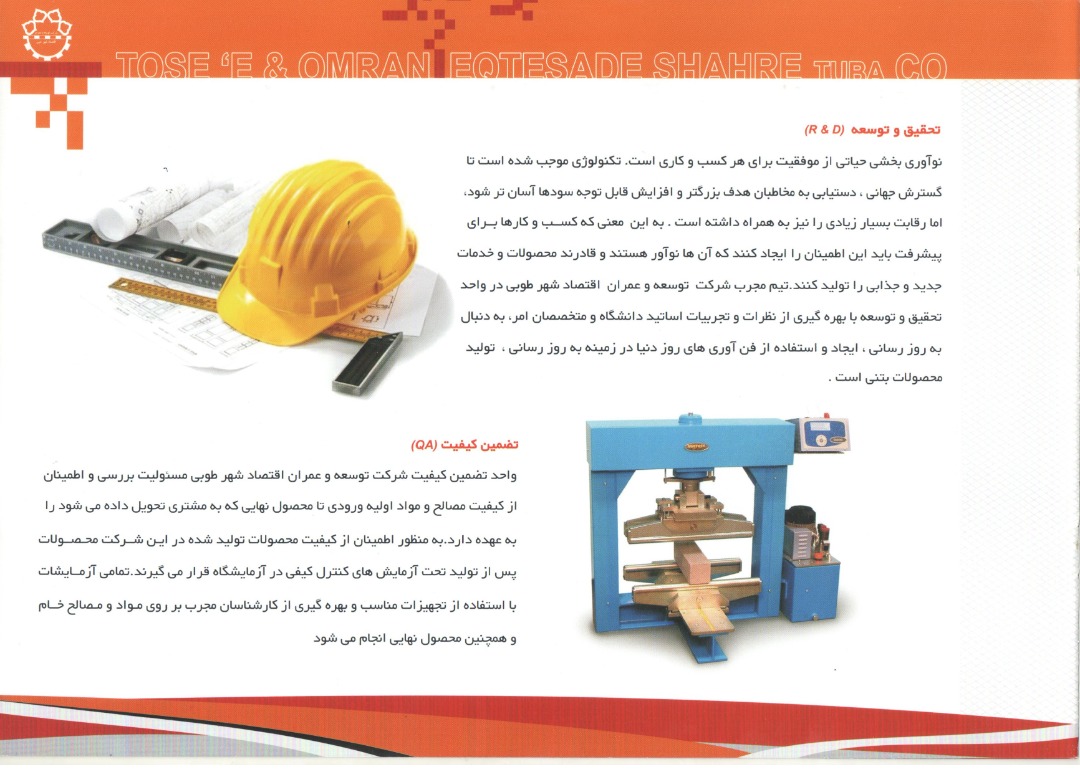 TOSE 'E & OMRAN EQTESADE SHAHRE TUBA CO
تحقیق و توسعه (R & D)
نوآوری بخشی حیاتی از موفقیت برای هر کسب و کاری است. تکنولوژی موجب شده است تا
گسترش جهانی ، دستیابی به مخاطبان هدف بزرگتر و افزایش قابل توجه سودها آسان تر شود،
اما رقابت بسیار زیادی را نیز به همراه داشته است . به این معنی که کسب و کارها برای
پیشرفت باید این اطمینان را ایجاد کنند که آن ها نوآور هستند و قادرند محصولات و خدمات
جدید و جذابی را تولید کنند.تیم مجرب شرکت توسعه و عمران اقتصاد شهر طوبی در واحد
تحقیق و توسعه با بهره گیری از نظرات و تجربیات اساتید دانشگاه و متخصصان امر، به دنبال
به روز رسانی ، ایجاد و استفاده از فن آوری های روز دنیا در زمینه به روز رسانی ، تولید
محصولات بتنی است .
تضمین کیفیت (QA)
واحد تضمین کیفیت شرکت توسعه و عمران اقتصاد شهر طوبی مسئولیت بررسی و اطمینان
از کیفیت مصالح و مواد اولیه ورودی تا محصول نهایی که به مشتری تحویل داده می شود را
به عهده دارد.به منظور اطمینان از کیفیت محصولات تولید شده در این شرکت محصولات
پس از تولید تحت آزمایش های کنترل کیفی در آزمایشگاه قرار می گیرند.تمامی آزمایشات
با استفاده از تجهیزات مناسب و بهره گیری از کارشناسان مجرب بر روی مواد و مصالح خام
و همچنین محصول نهایی انجام می شود